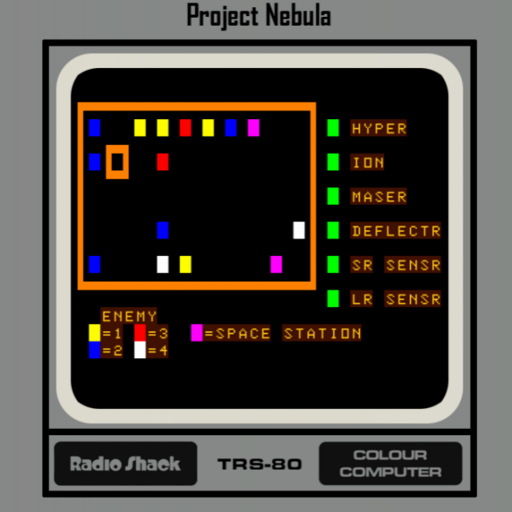 Project Nebula
HYPER
ION
MASER
DEFLECTR
SR SENSR
LR SENSR
ENEMY
=1 =3 =SPACE STATION
=2 =4
Radio Shack TRS-80 COLOUR
COMPUTER